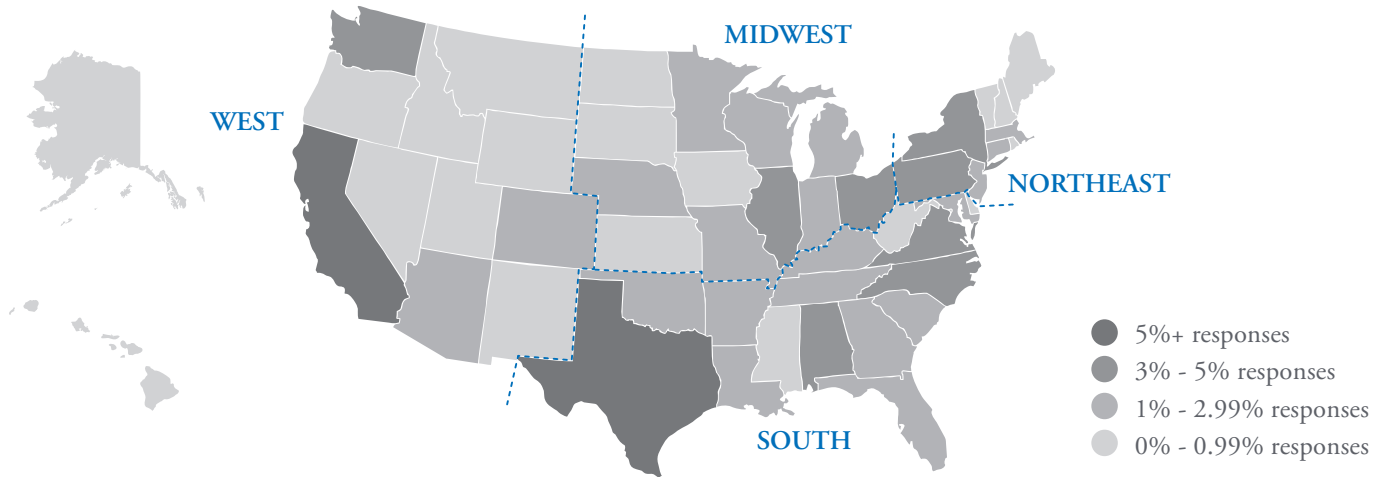 MIDWEST
WEST
NORTHEAST
SOUTH
5%+ responses
3% - 5% responses
1% - 2.99% responses
0% - 0.99% responses